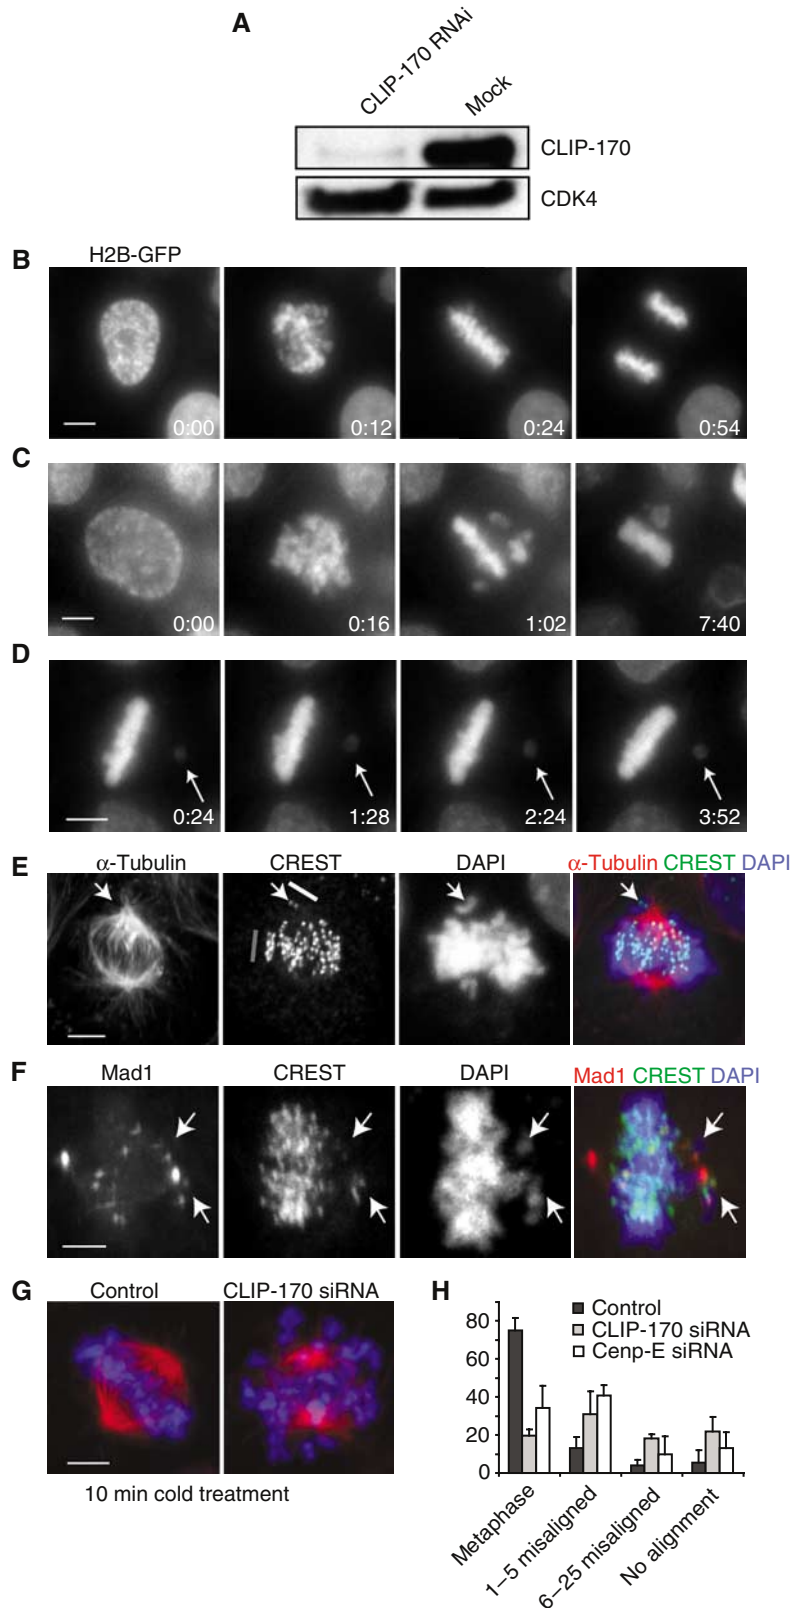 A
CLIP-170 RNAi
Mock
CLIP-170
CDK4
B
H2B-GFP
0:00
0:12
0:24
0:54
C
0:00
0:16
1:02
7:40
D
0:24
1:28
2:24
3:52
E
α-Tubulin
CREST
DAPI
α-Tubulin CREST DAPI
F
Mad1
CREST
DAPI
Mad1 CREST DAPI
G
Control
CLIP-170 siRNA
10 min cold treatment
H
Control
CLIP-170 siRNA
Cenp-E siRNA
80
60
40
20
0
Metaphase
1–5 misaligned
6–25 misaligned
No alignment